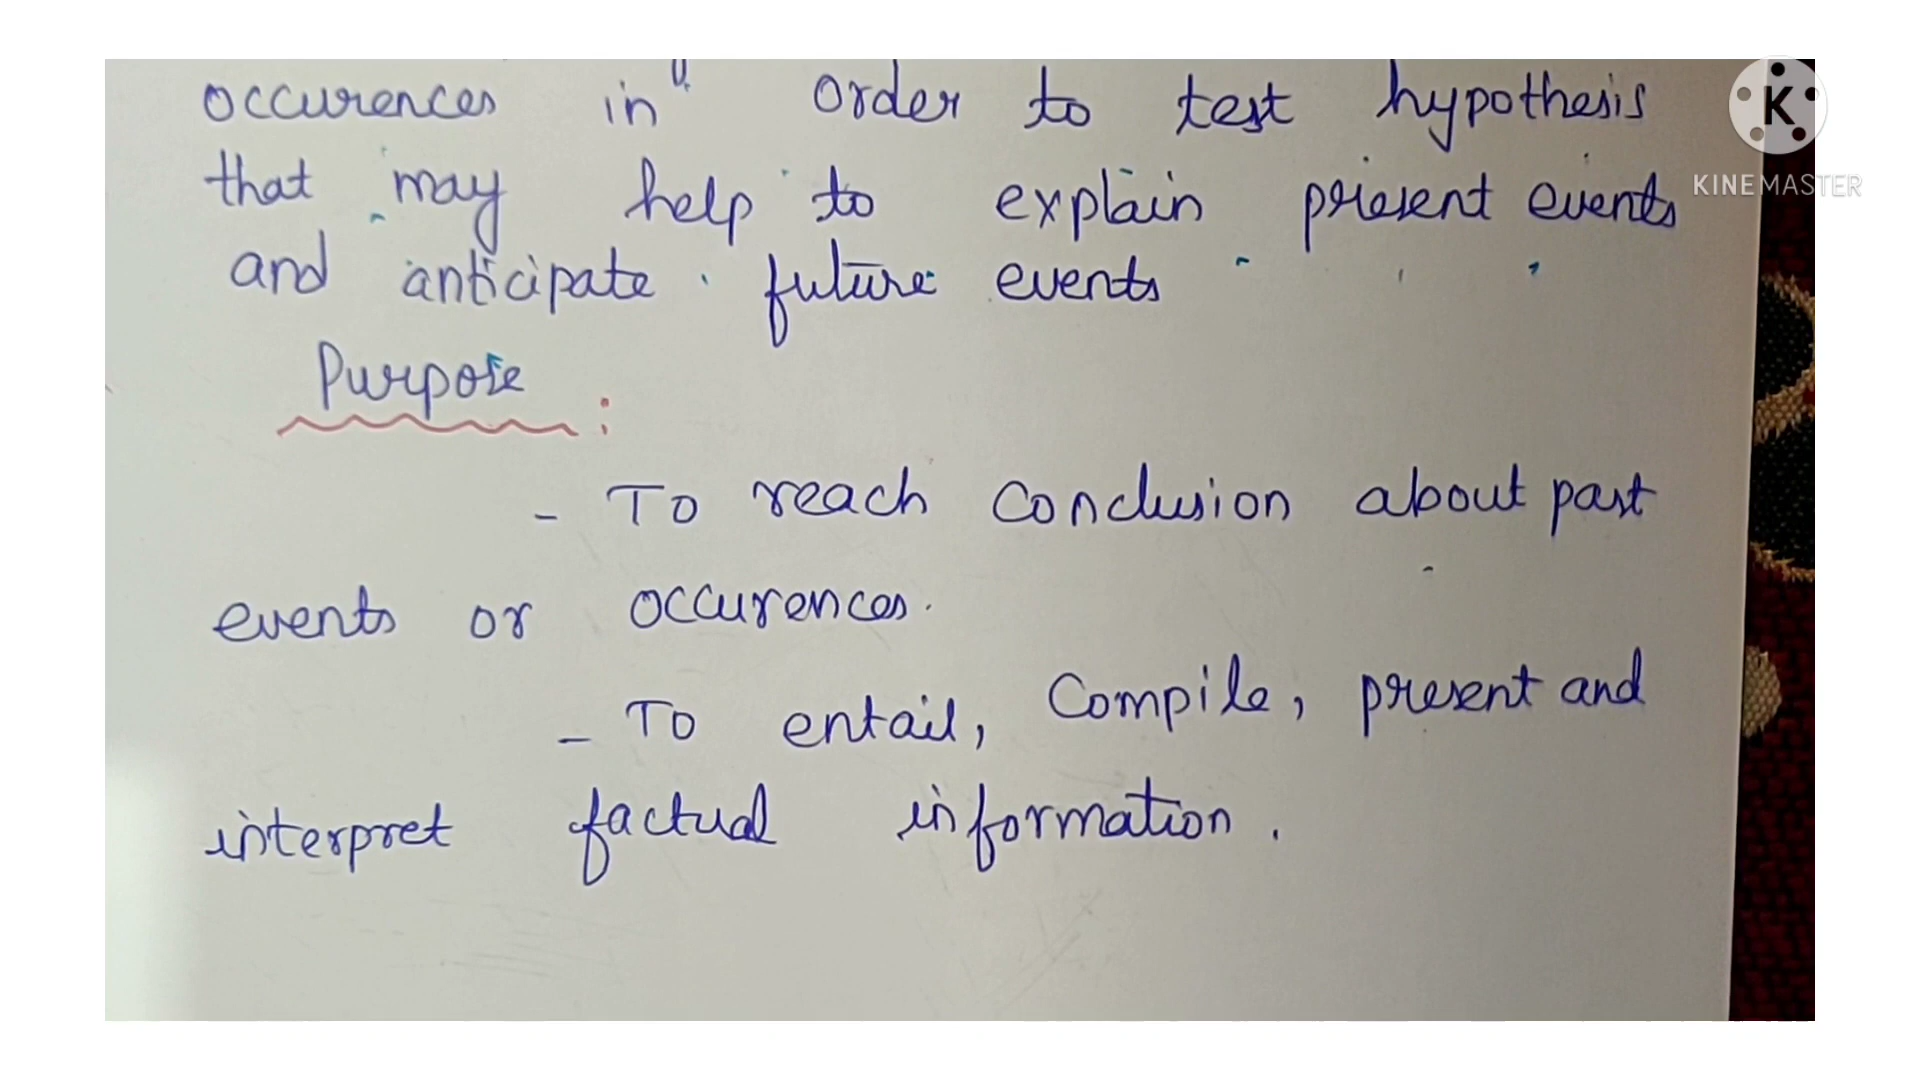 occurences in order to test hypothesis
that may help to explain present events
and anticipate future events
Purpose :
- To reach conclusion about past
events or occurences.
- To entail, Compile, present and
interpret factual information.
K
KINEMASTER